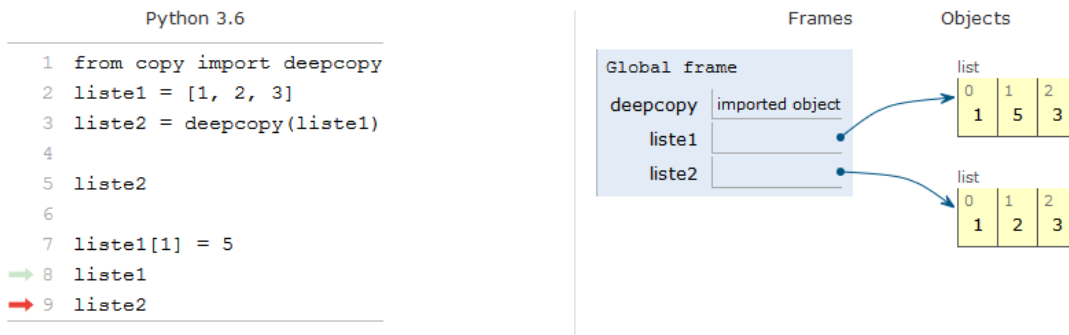 Python 3.6
1 from copy import deepcopy
2 liste1 = [1, 2, 3]
3 liste2 = deepcopy(liste1)
4
5 liste2
6
7 liste1[1] = 5
8 liste1
9 liste2
Frames Objects
Global frame
deepcopy imported object
liste1
liste2
list
0 1 2
1 5 3
list
0 1 2
1 2 3